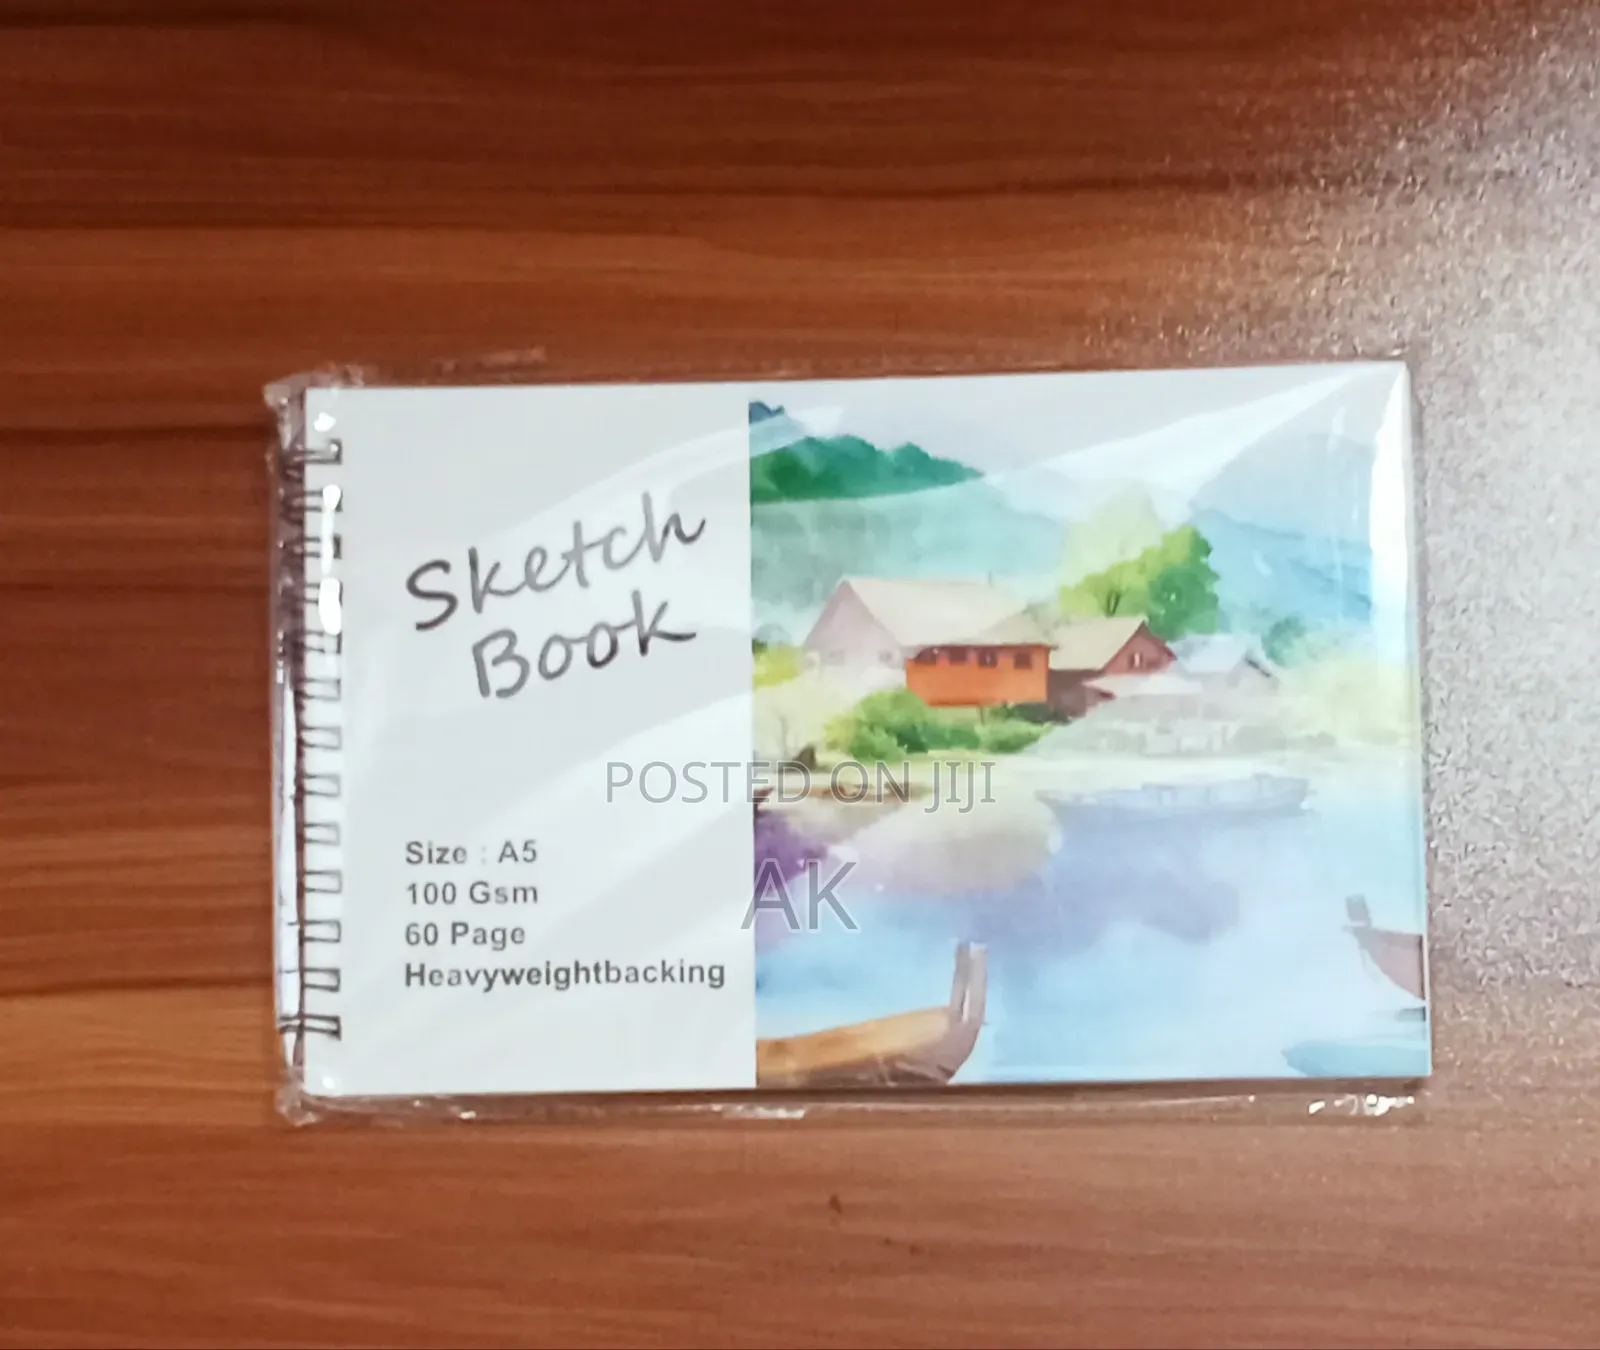 Sketch
Book
POSTED ON JIJI
AK
Size : A5
100 Gsm
60 Page
Heavyweightbacking